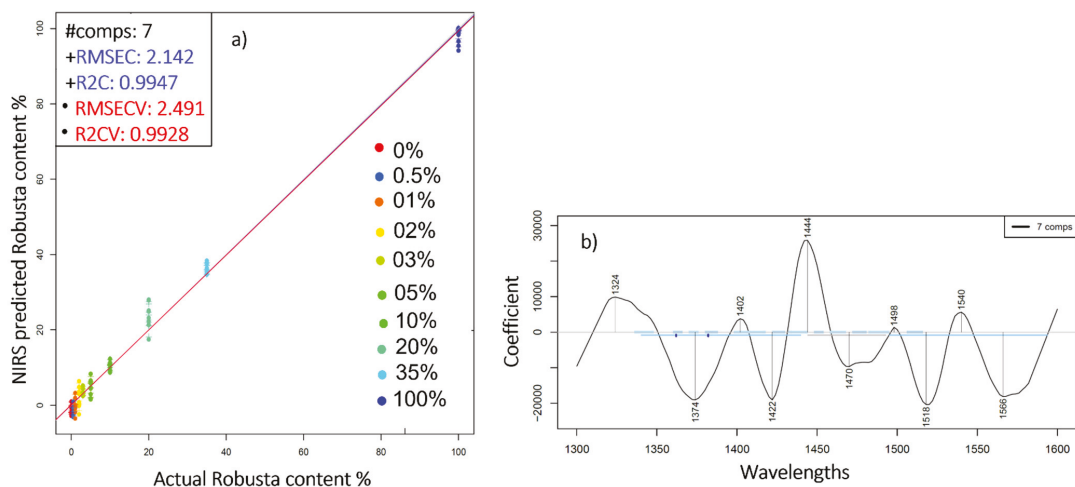 #comps: 7
+RMSEC: 2.142
+R2C: 0.9947
• RMSECV: 2.491
• R2CV: 0.9928
a)
NIRS predicted Robusta content %
100
80
60
40
20
0
0%
0.5%
01%
02%
03%
05%
10%
20%
35%
100%
0 20 40 60 80 100
Actual Robusta content %
b)
7 comps
Coefficient
30000
10000
0
-20000
1324
1374
1402
1422
1444
1470
1498
1518
1540
1566
1300 1350 1400 1450 1500 1550 1600
Wavelengths